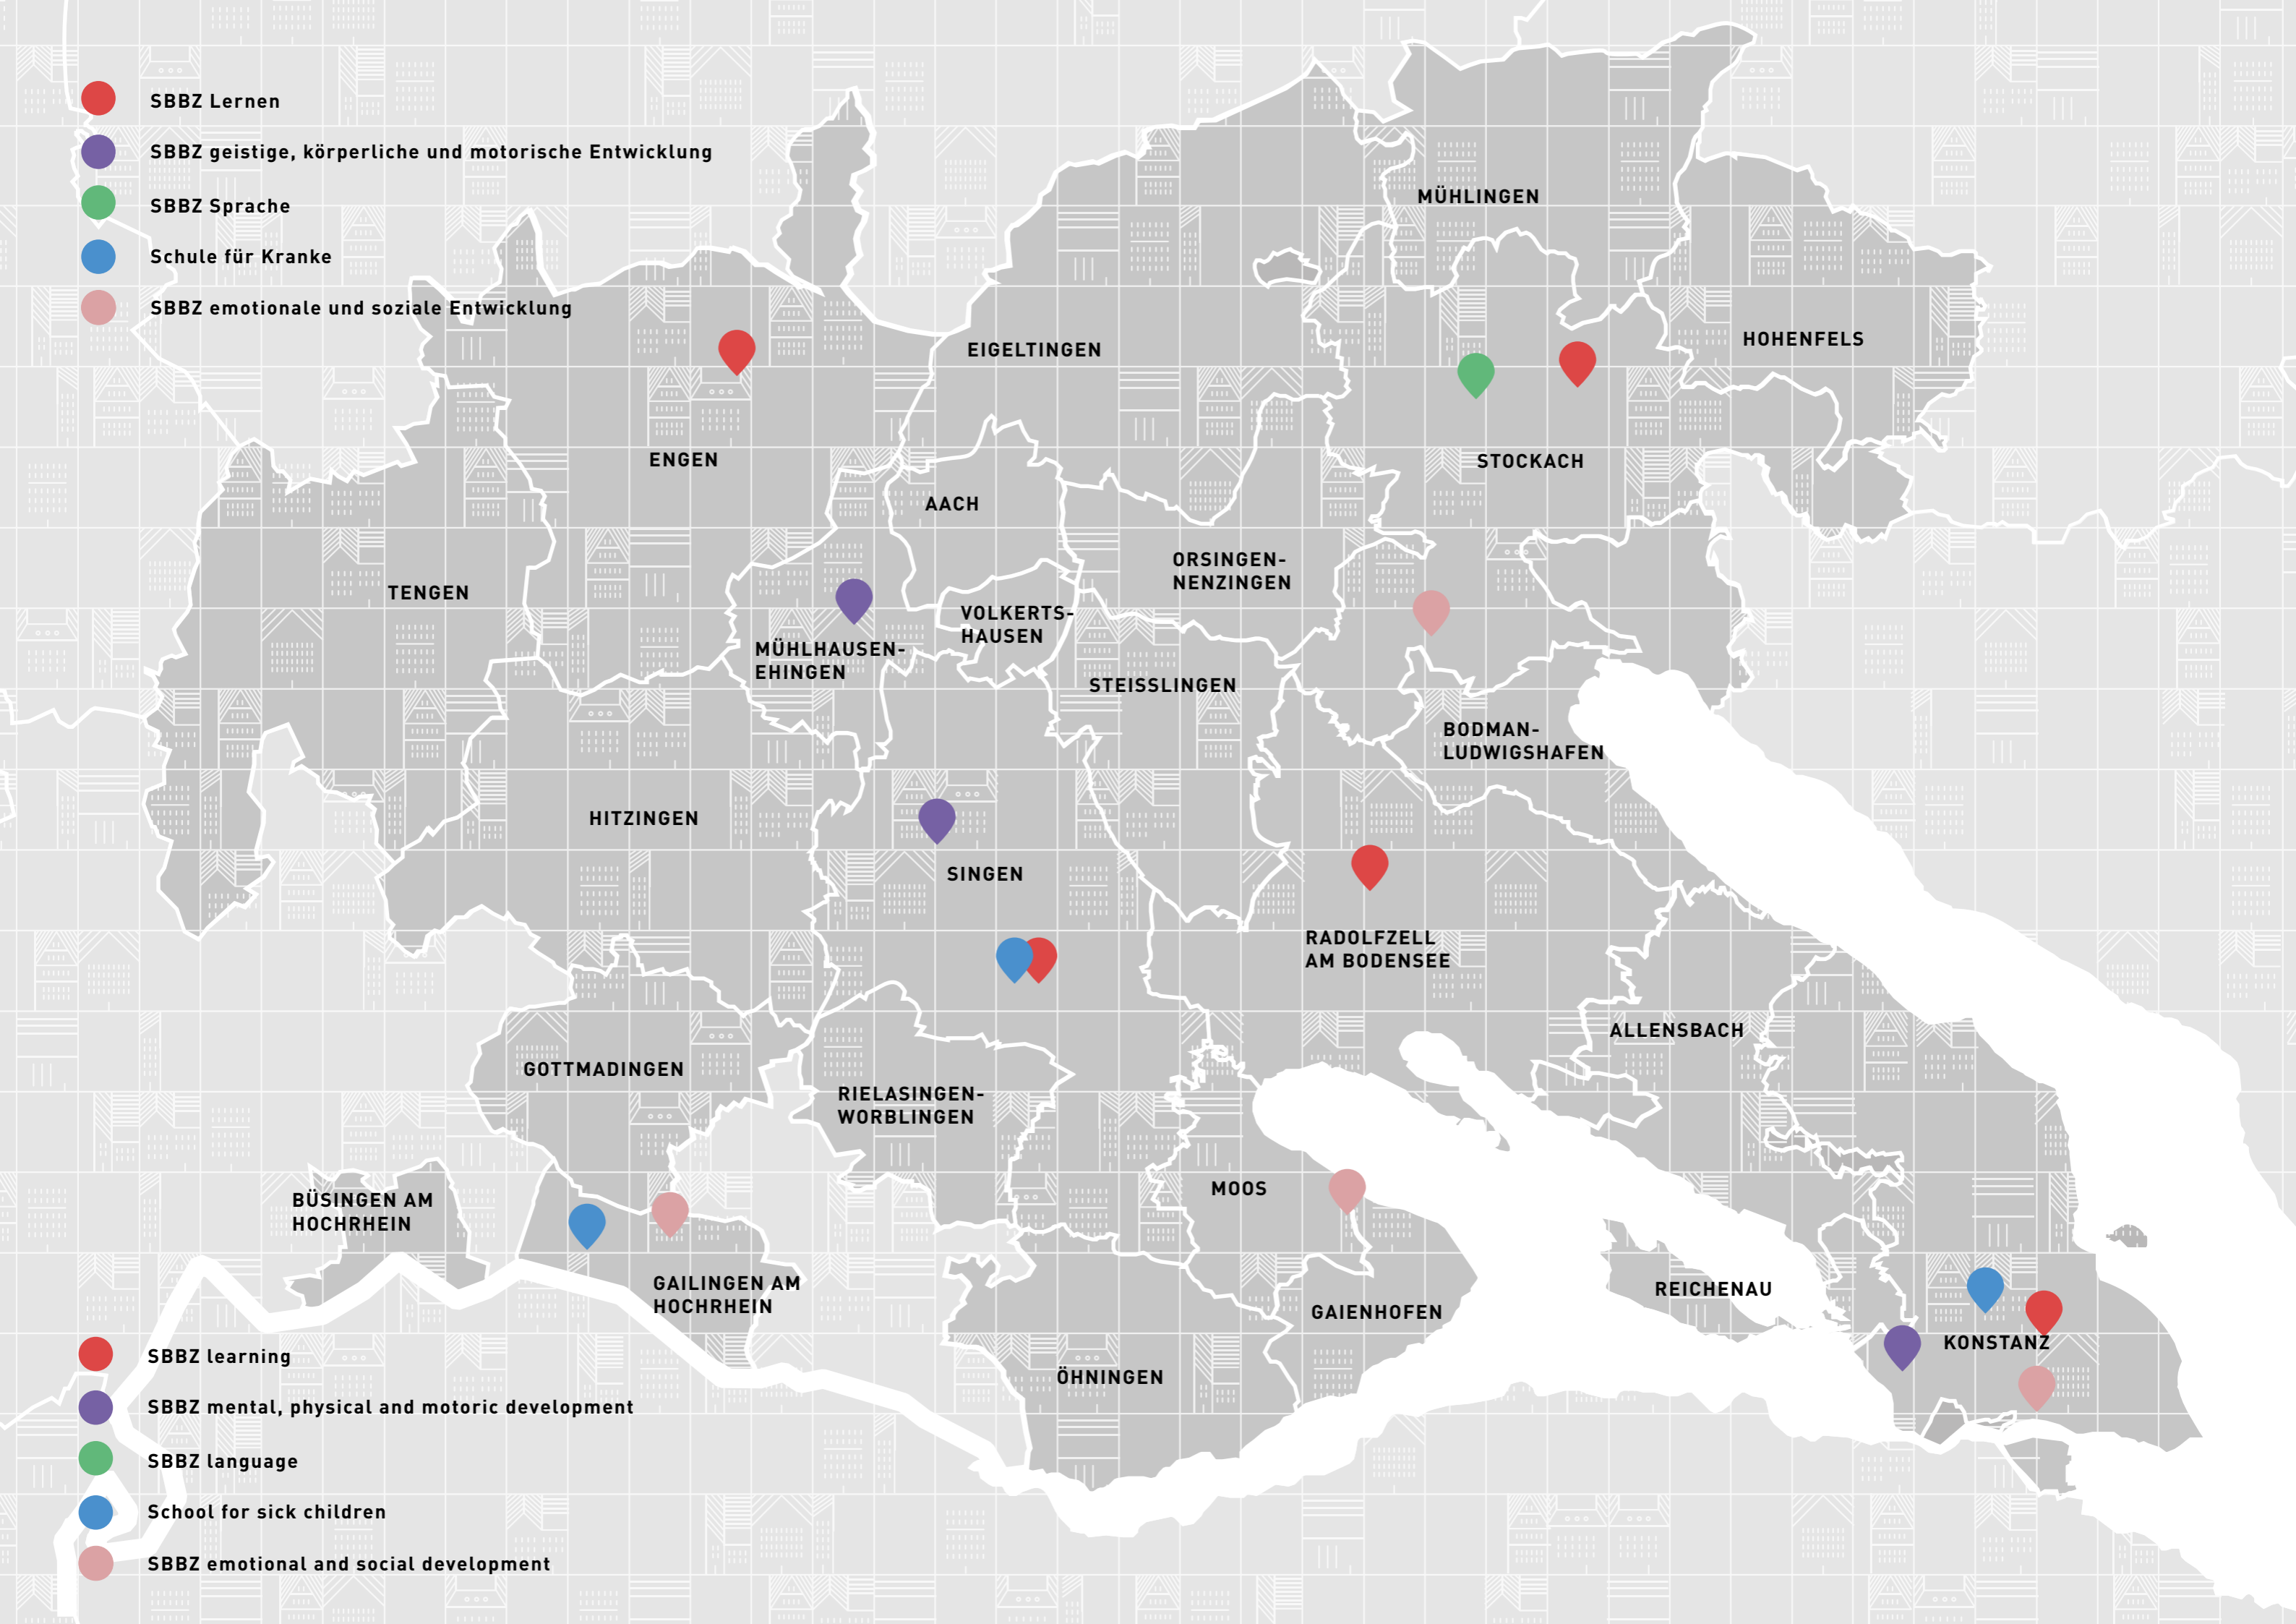 SBBZ Lernen
SBBZ geistige, körperliche und motorische Entwicklung
SBBZ Sprache
Schule für Kranke
SBBZ emotionale und soziale Entwicklung
MÜHLINGEN
HOHENFELS
EIGELTINGEN
ENGEN
STOCKACH
AACH
ORSINGEN-
NENZINGEN
TENGEN
VOLKERTS-
HAUSEN
MÜHLHAUSEN-
EHINGEN
STEISSLINGEN
BODMAN-
LUDWIGSHAFEN
HITZINGEN
SINGEN
RADOLFZELL
AM BODENSEE
ALLENSBACH
GOTTMADINGEN
RIELASINGEN-
WORBLINGEN
MOOS
BÜSINGEN AM
HOCHRHEIN
GAILINGEN AM
HOCHRHEIN
REICHENAU
GAIENHOFEN
KONSTANZ
ÖHNINGEN
SBBZ learning
SBBZ mental, physical and motoric development
SBBZ language
School for sick children
SBBZ emotional and social development